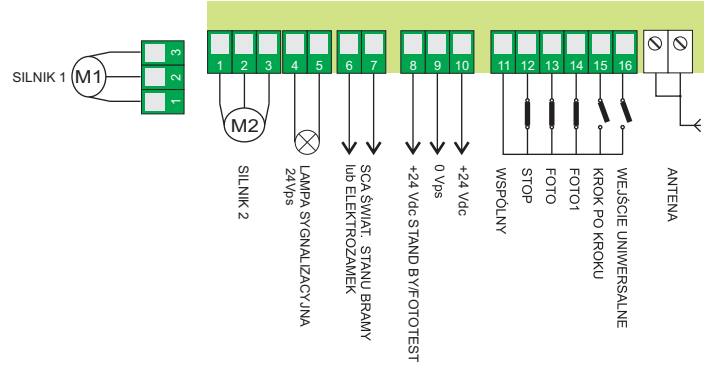 SILNIK 1
M1
3
2
1
1 2 3 4 5 6 7 8 9 10 11 12 13 14 15 16
M2
SILNIK 2
LAMPA SYGNALIZACYJNA
24Vps
SCA ŚWIAT. STANU BRAMY
lub ELEKTROZAMEK
+24 Vdc STAND BY/FOTOTEST
0 Vps
+24 Vdc
WSPÓLNY
STOP
FOTO
FOTO1
KROK PO KROKU
WEJŚCIE UNIWERSALNE
ANTENA